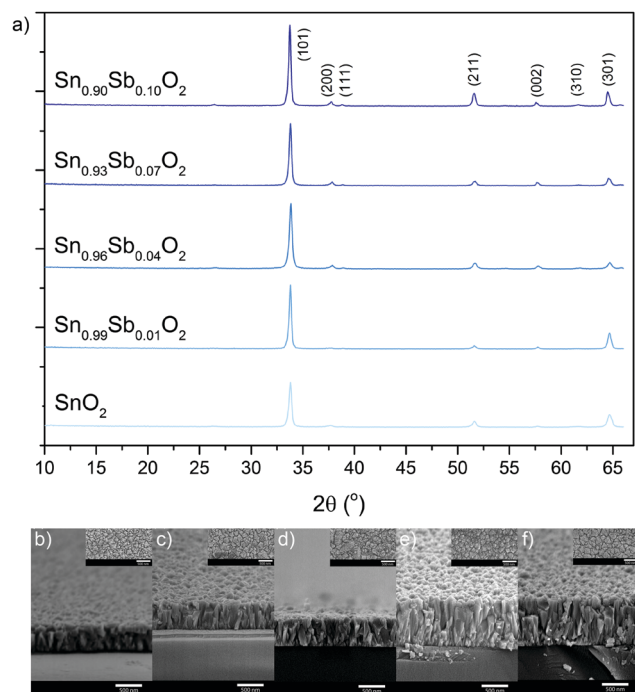 a)
Sn0.90Sb0.10O2
(101)
(200)
(111)
(211)
(002)
(310)
(301)
Sn0.93Sb0.07O2
Sn0.96Sb0.04O2
Sn0.99Sb0.01O2
SnO2
10 15 20 25 30 35 40 45 50 55 60 65
2θ (°)
b) c) d) e) f)
500 nm 500 nm 500 nm 500 nm 500 nm